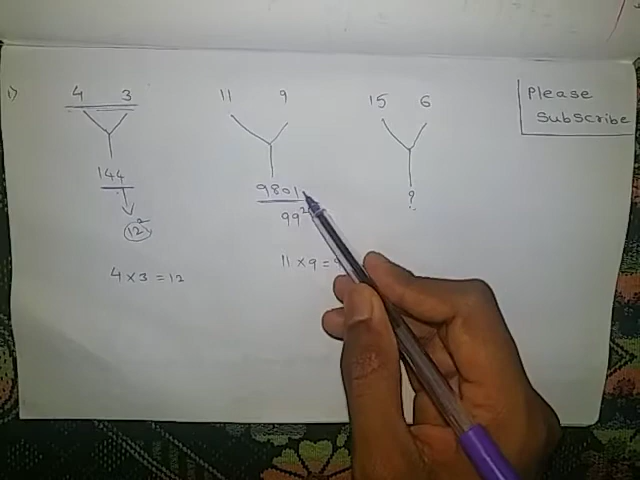 1) 4 3 11 9 15 6
Please
Subscribe
144 9801 ?
12² 99²
4 × 3 = 12 11 × 9 =